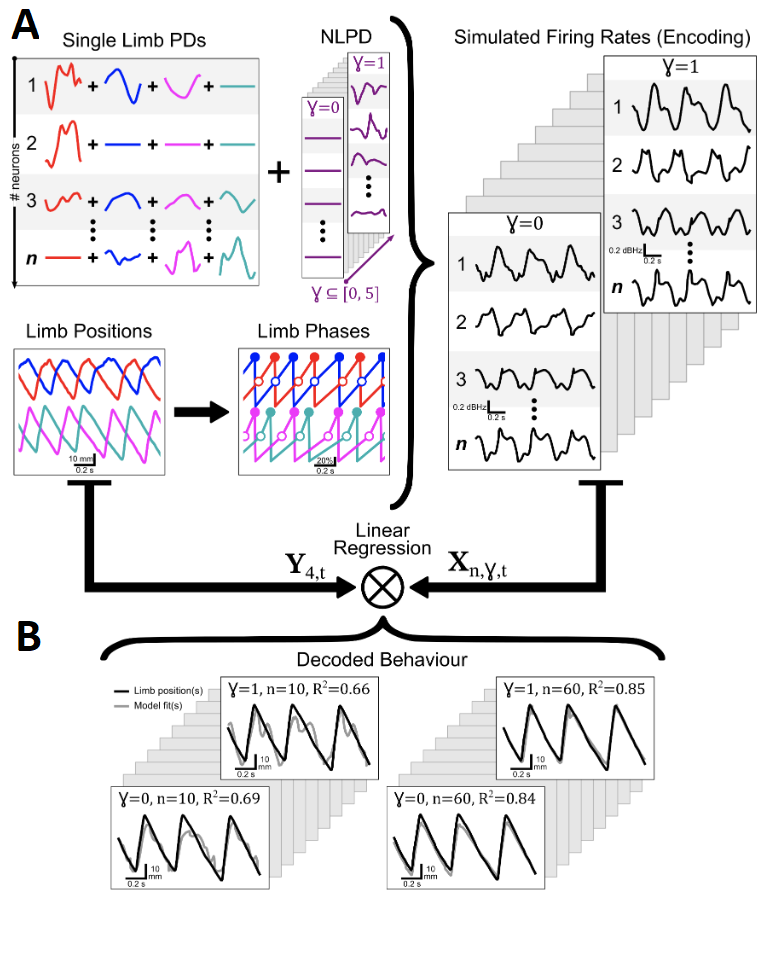 A
Single Limb PDs
NLPD
Simulated Firing Rates (Encoding)
# neurons
1 + + +
2 + + +
3 + + +
n + + +
+
Ɣ=0
Ɣ=1
Ɣ ⊆ [0, 5]
Ɣ=1
1
2
3
0.2 dBHz
0.2 s
n
Ɣ=0
1
2
3
0.2 dBHz
0.2 s
n
Limb Positions
10 mm
0.2 s
Limb Phases
20%
0.2 s
Linear
Regression
Y4,t
Xn,Ɣ,t
B
Decoded Behaviour
Limb position(s)
Model fit(s)
Ɣ=1, n=10, R²=0.66
10
mm
0.2 s
Ɣ=0, n=10, R²=0.69
10
mm
0.2 s
Ɣ=1, n=60, R²=0.85
10
mm
0.2 s
Ɣ=0, n=60, R²=0.84
10
mm
0.2 s